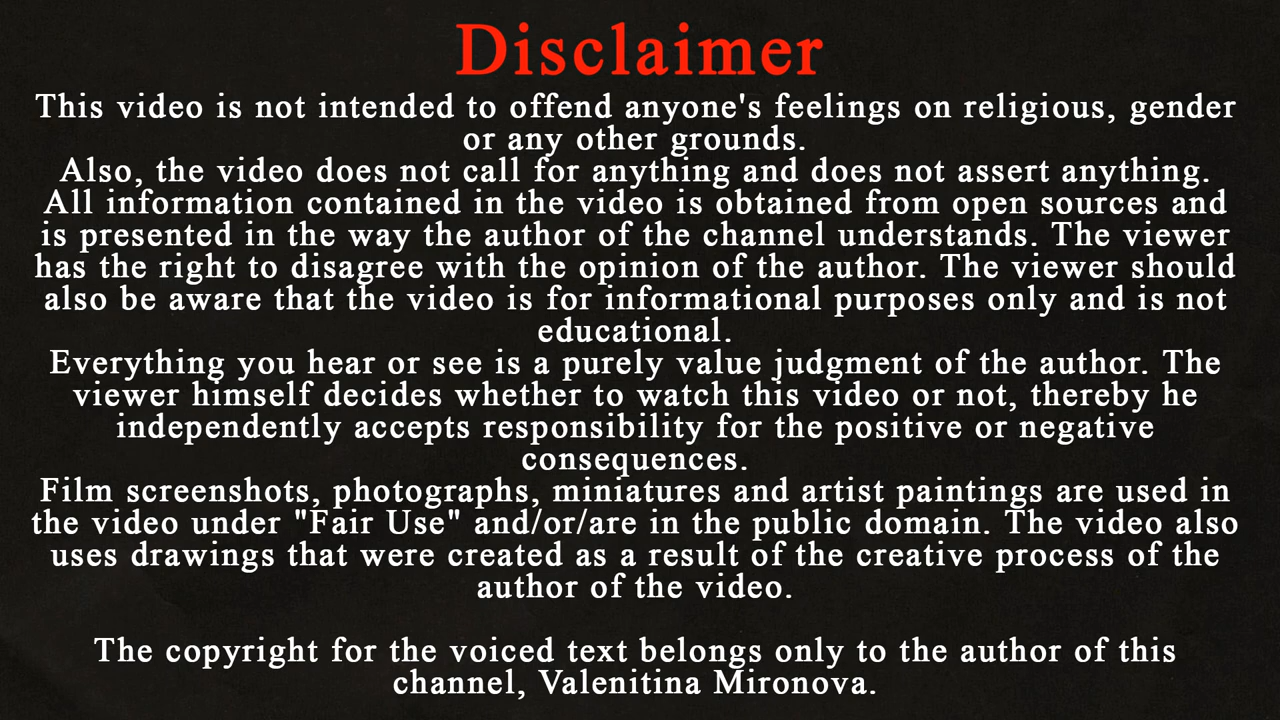 Disclaimer
This video is not intended to offend anyone's feelings on religious, gender
or any other grounds.
Also, the video does not call for anything and does not assert anything.
All information contained in the video is obtained from open sources and
is presented in the way the author of the channel understands. The viewer
has the right to disagree with the opinion of the author. The viewer should
also be aware that the video is for informational purposes only and is not
educational.
Everything you hear or see is a purely value judgment of the author. The
viewer himself decides whether to watch this video or not, thereby he
independently accepts responsibility for the positive or negative
consequences.
Film screenshots, photographs, miniatures and artist paintings are used in
the video under "Fair Use" and/or/are in the public domain. The video also
uses drawings that were created as a result of the creative process of the
author of the video.
The copyright for the voiced text belongs only to the author of this
channel, Valenitina Mironova.